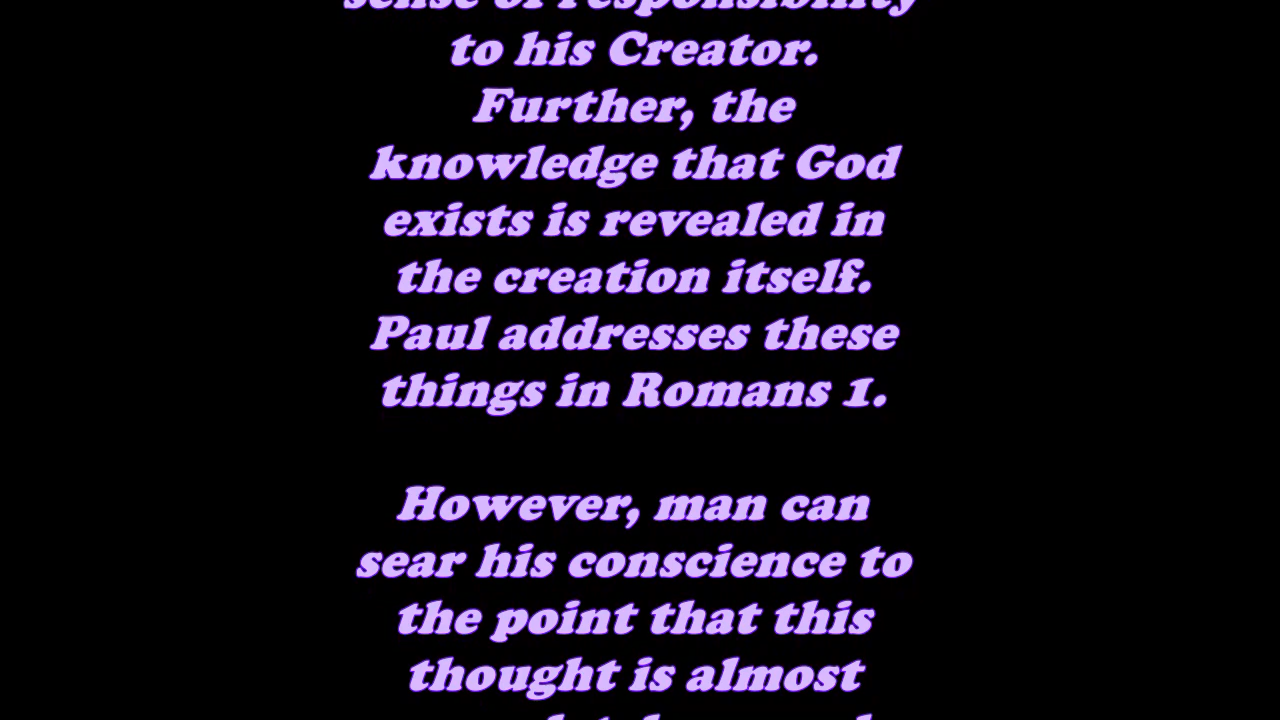 sense of responsibility
to his Creator.
Further, the
knowledge that God
exists is revealed in
the creation itself.
Paul addresses these
things in Romans 1.
However, man can
sear his conscience to
the point that this
thought is almost